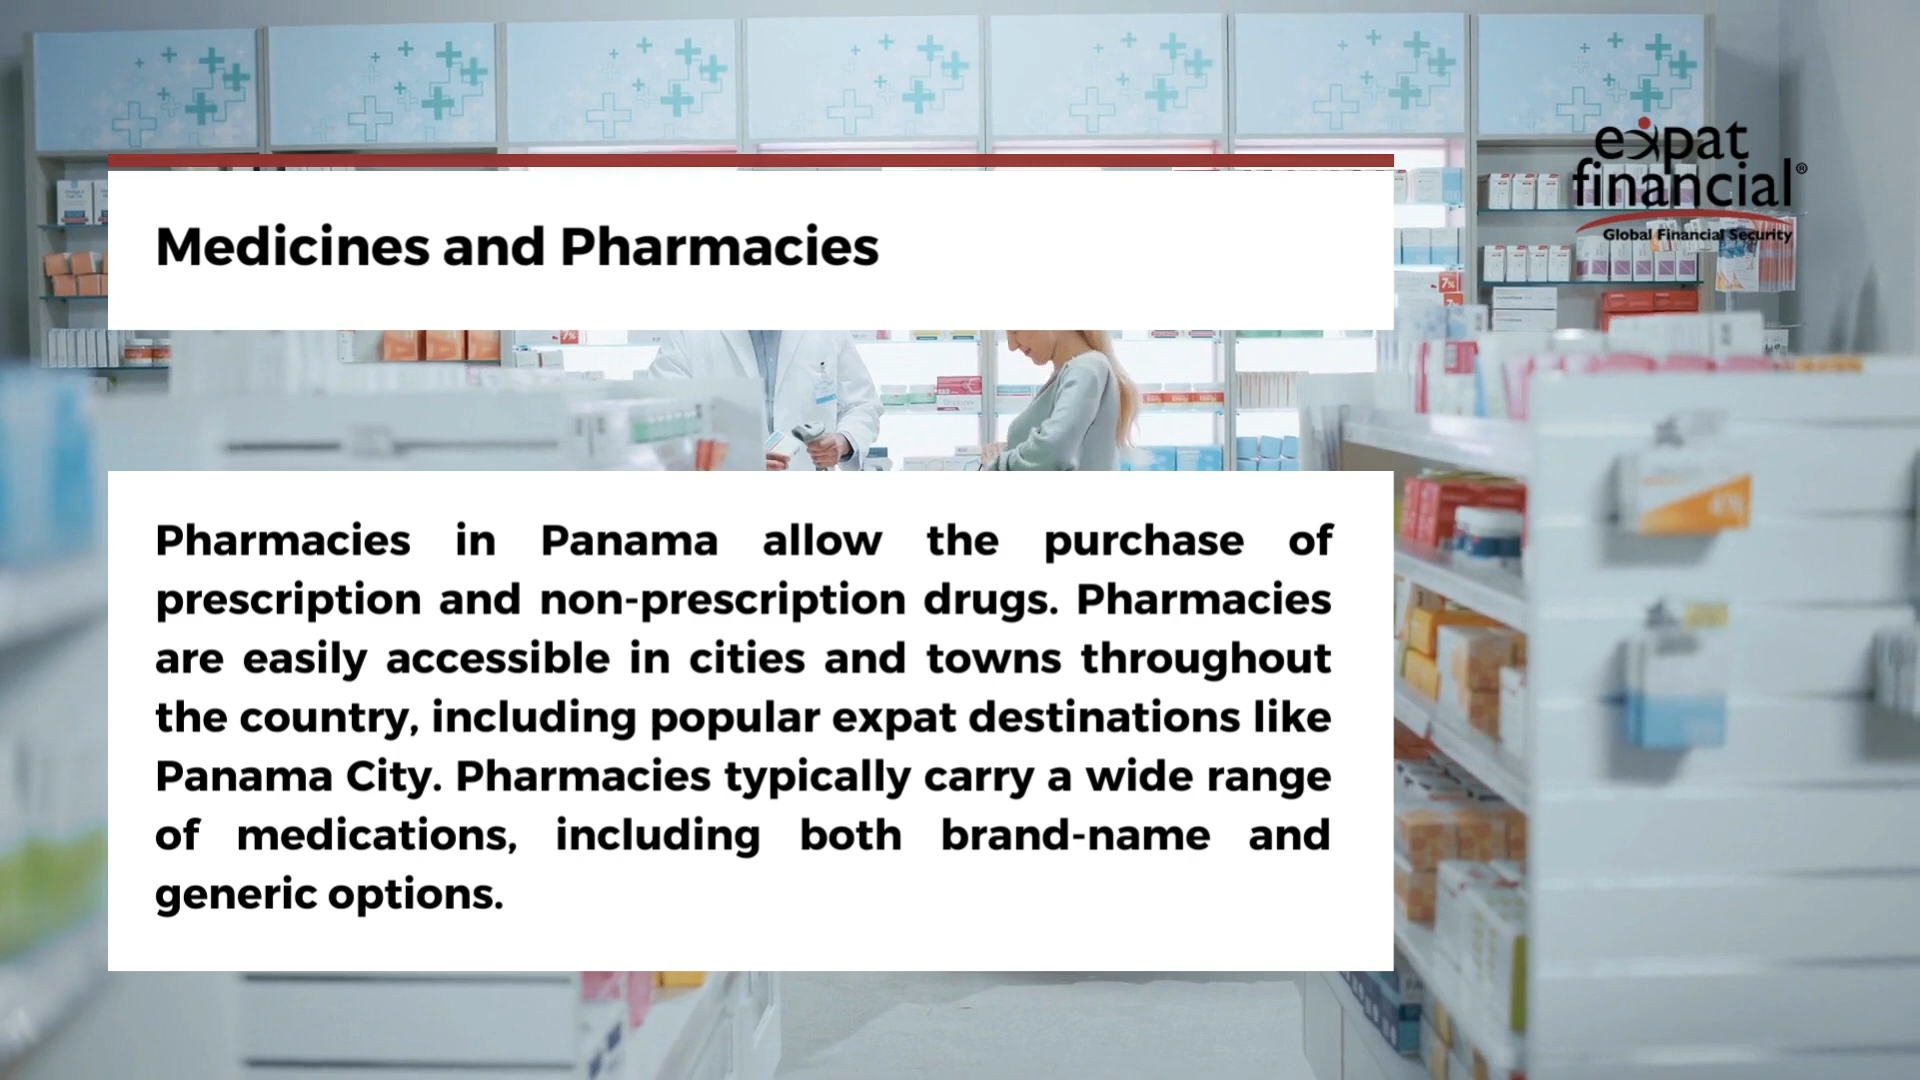 expat
financial®
Global Financial Security
Medicines and Pharmacies
7%
7%
Pharmacies in Panama allow the purchase of
prescription and non-prescription drugs. Pharmacies
are easily accessible in cities and towns throughout
the country, including popular expat destinations like
Panama City. Pharmacies typically carry a wide range
of medications, including both brand-name and
generic options.